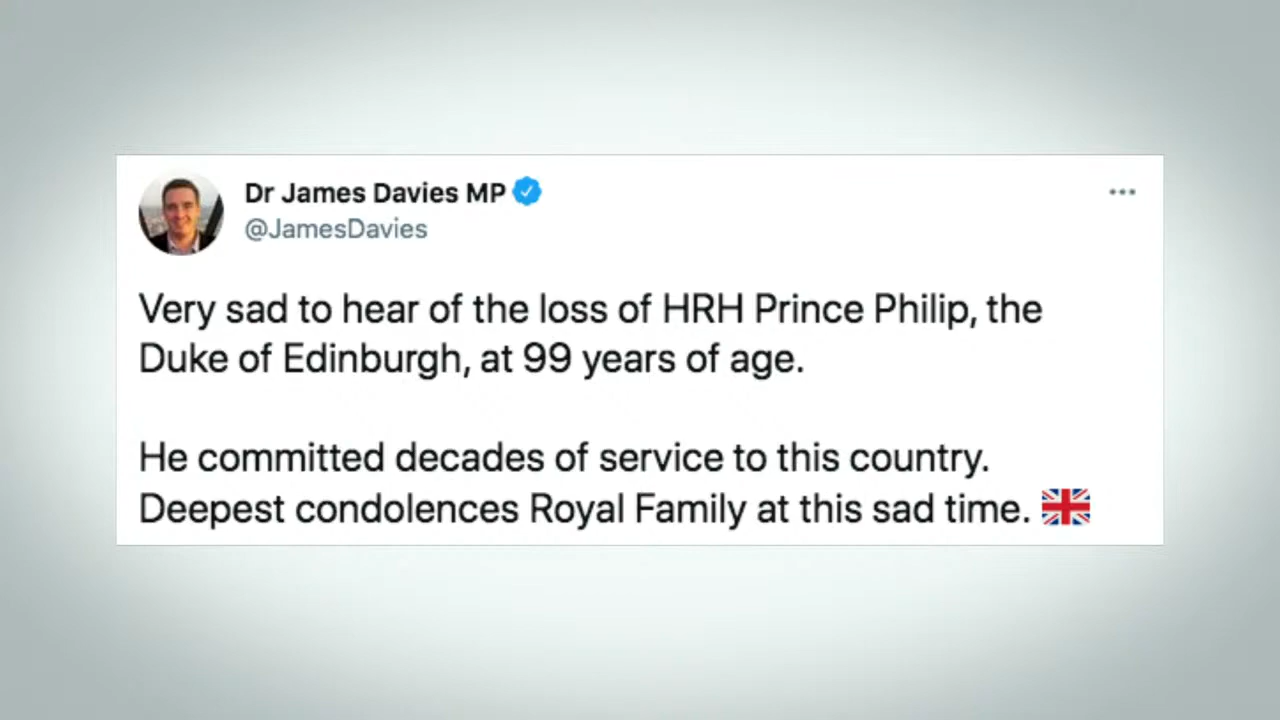 Dr James Davies MP
@JamesDavies
Very sad to hear of the loss of HRH Prince Philip, the
Duke of Edinburgh, at 99 years of age.
He committed decades of service to this country.
Deepest condolences Royal Family at this sad time. 🇬🇧